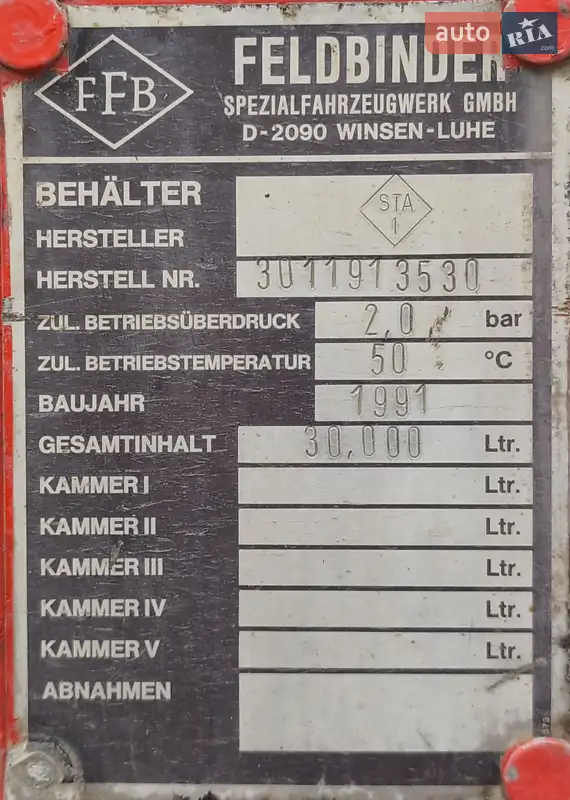 auto RIA.com
FFB
FELDBINDER
SPEZIALFAHRZEUGWERK GMBH
D-2090 WINSEN-LUHE
BEHÄLTER
STA
1
HERSTELLER
HERSTELL NR. 3011913530
ZUL. BETRIEBSÜBERDRUCK 2,0 bar
ZUL. BETRIEBSTEMPERATUR 50 °C
BAUJAHR 1991
GESAMTINHALT 30,000 Ltr.
KAMMER I Ltr.
KAMMER II Ltr.
KAMMER III Ltr.
KAMMER IV Ltr.
KAMMER V Ltr.
ABNAHMEN